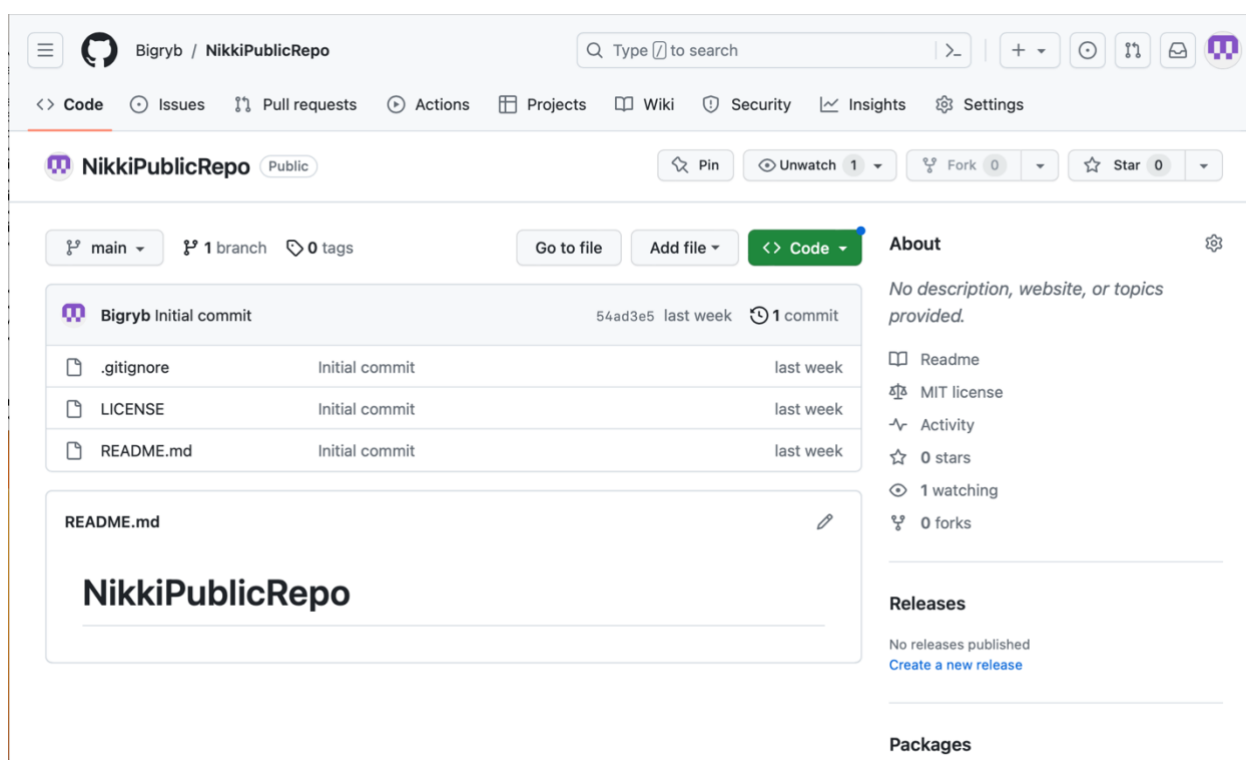 Bigryb / NikkiPublicRepo
Type / to search
Code Issues Pull requests Actions Projects Wiki Security Insights Settings
NikkiPublicRepo Public
Pin Unwatch 1 Fork 0 Star 0
main 1 branch 0 tags
Go to file Add file <> Code
Bigryb Initial commit 54ad3e5 last week 1 commit
.gitignore Initial commit last week
LICENSE Initial commit last week
README.md Initial commit last week
README.md
NikkiPublicRepo
About
No description, website, or topics
provided.
Readme
MIT license
Activity
0 stars
1 watching
0 forks
Releases
No releases published
Create a new release
Packages